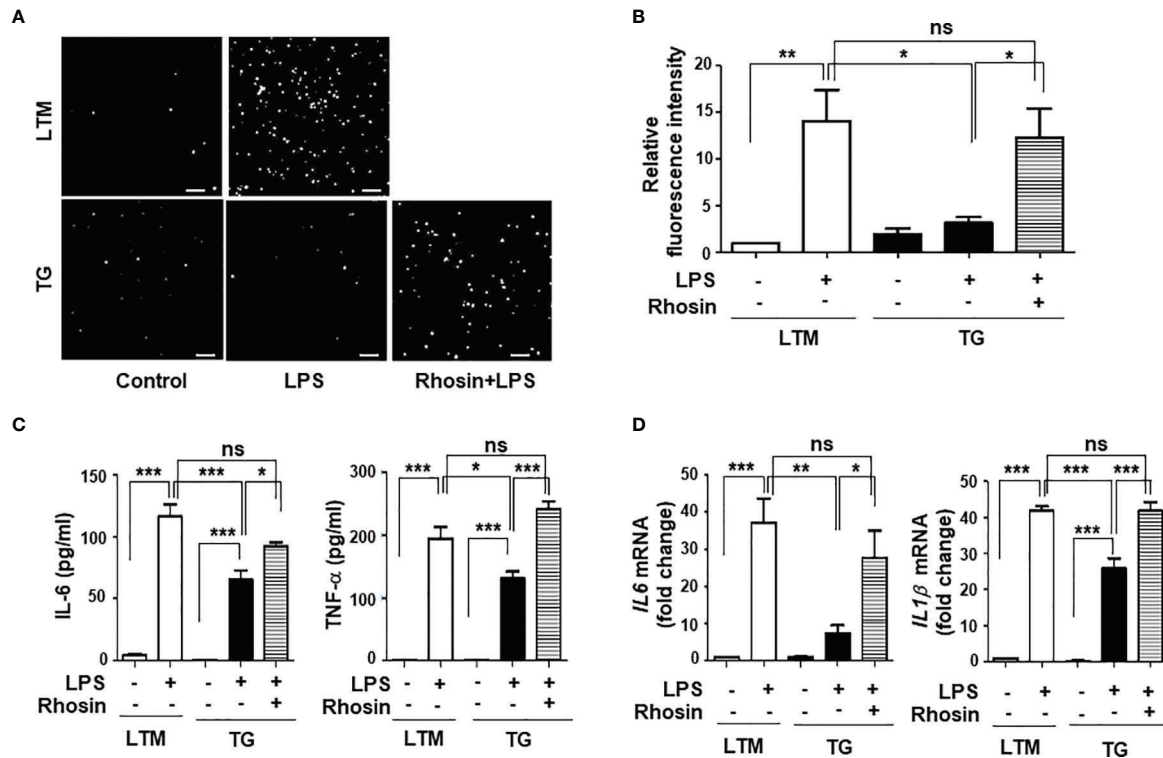 A
LTM
TG
Control LPS Rhosin+LPS
B
Relative
fluorescence intensity
20
15
10
5
0
ns
** * *
LPS - + - + +
Rhosin - - - - +
LTM TG
C
IL-6 (pg/ml)
150
100
50
0
ns
*** *** *
***
LPS - + - + +
Rhosin - - - - +
LTM TG
TNF-α (pg/ml)
300
200
100
0
ns
*** * ***
***
LPS - + - + +
Rhosin - - - - +
LTM TG
D
IL6 mRNA
(fold change)
50
40
30
20
10
0
ns
*** ** *
LPS - + - + +
Rhosin - - - - +
LTM TG
IL1β mRNA
(fold change)
60
40
20
0
ns
*** *** ***
***
LPS - + - + +
Rhosin - - - - +
LTM TG